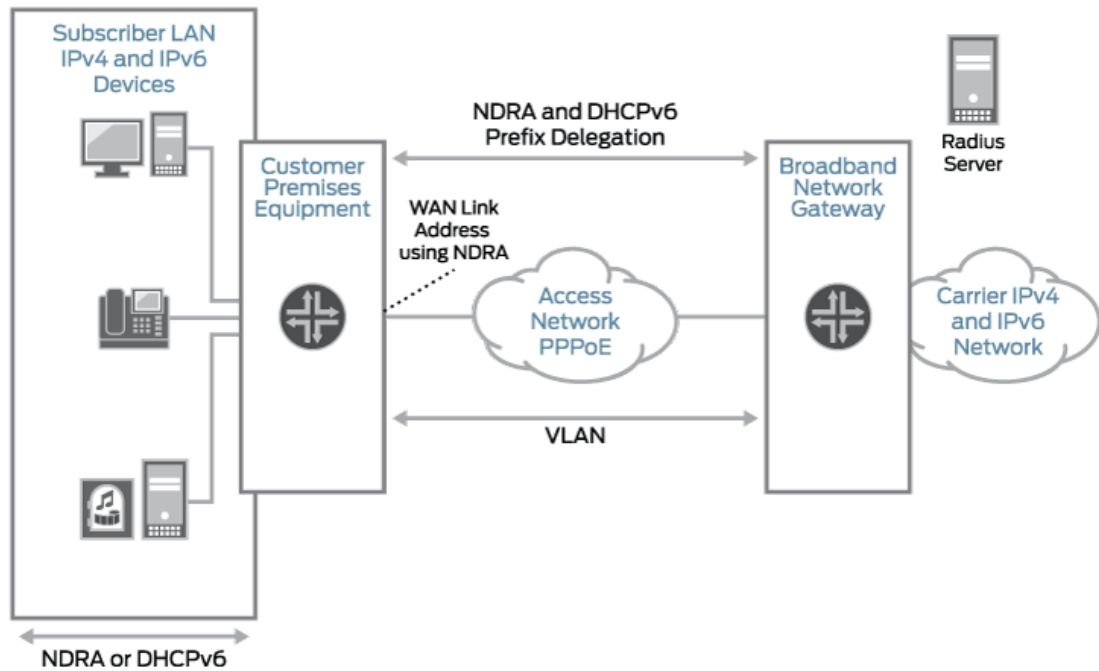 Subscriber LAN
IPv4 and IPv6
Devices
NDRA and DHCPv6
Prefix Delegation
Radius
Server
Customer
Premises
Equipment
Broadband
Network
Gateway
WAN Link
Address
using NDRA
Access
Network
PPPoE
Carrier IPv4
and IPv6
Network
VLAN
NDRA or DHCPv6